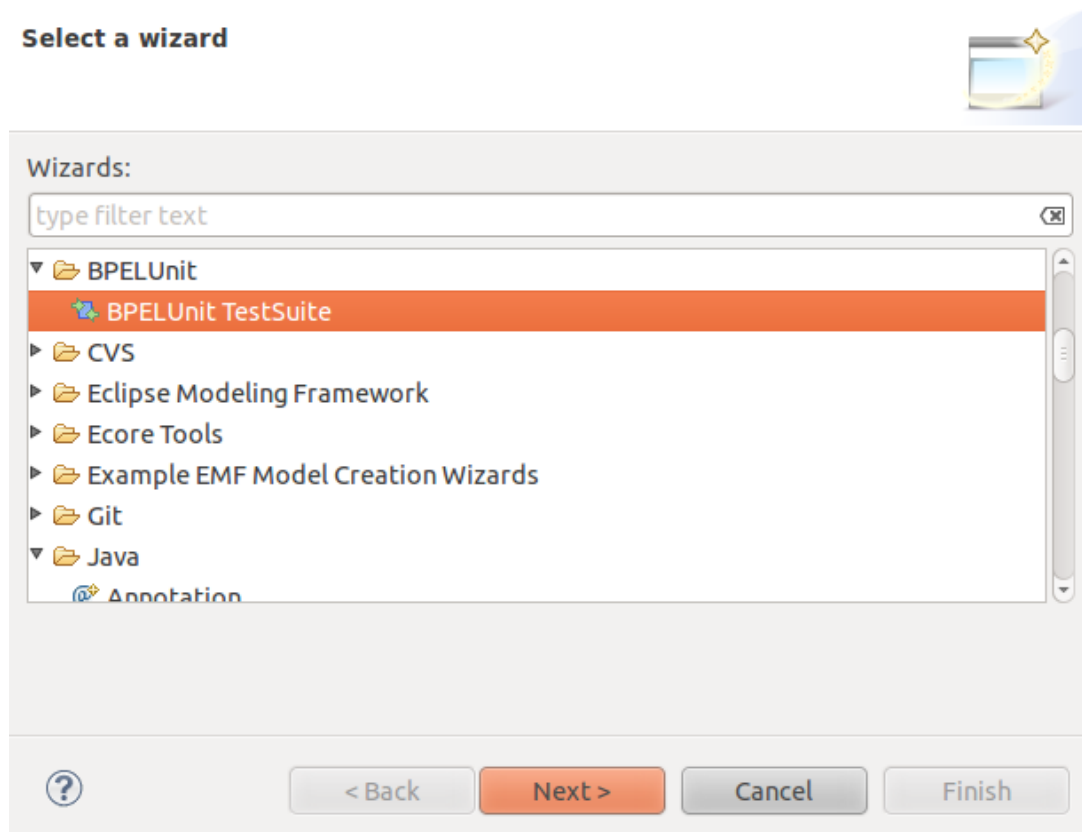 Select a wizard
Wizards:
type filter text
BPELUnit
BPELUnit TestSuite
CVS
Eclipse Modeling Framework
Ecore Tools
Example EMF Model Creation Wizards
Git
Java
Annotation
? < Back Next > Cancel Finish